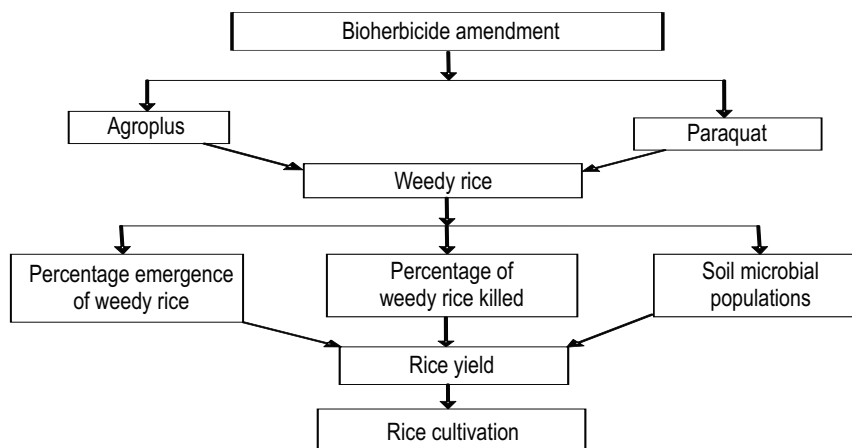 Bioherbicide amendment
Agroplus
Paraquat
Weedy rice
Percentage emergence
of weedy rice
Percentage of
weedy rice killed
Soil microbial
populations
Rice yield
Rice cultivation